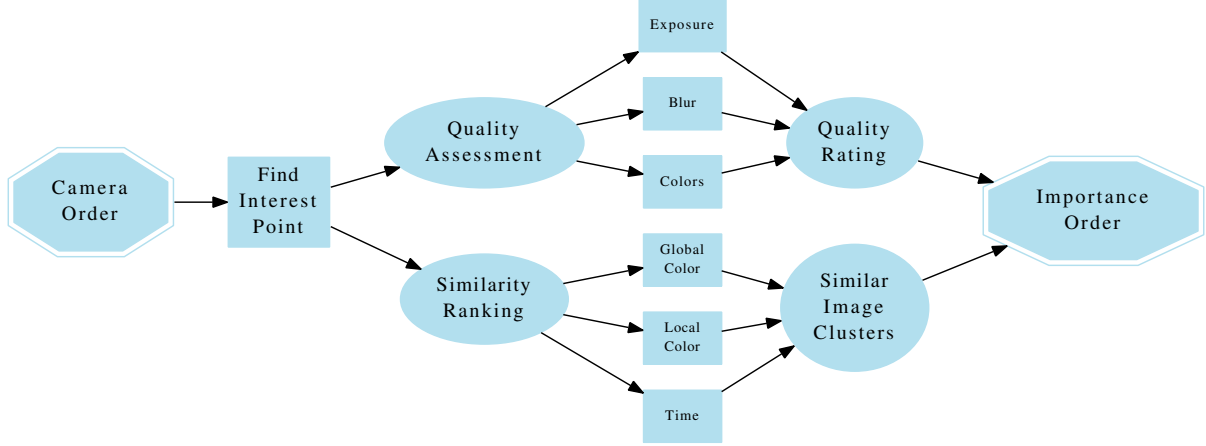 Camera
Order
Find
Interest
Point
Quality
Assessment
Similarity
Ranking
Exposure
Blur
Colors
Global
Color
Local
Color
Time
Quality
Rating
Similar
Image
Clusters
Importance
Order